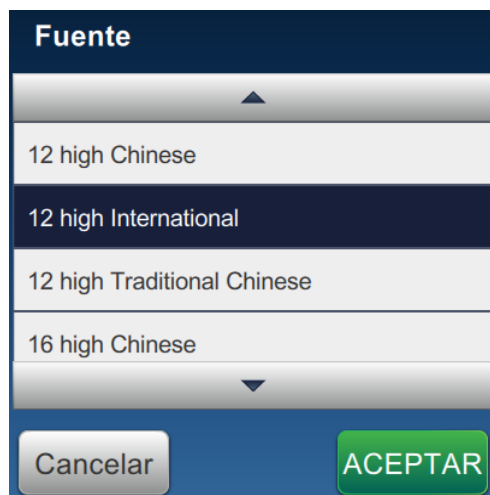 Fuente
12 high Chinese
12 high International
12 high Traditional Chinese
16 high Chinese
Cancelar
ACEPTAR